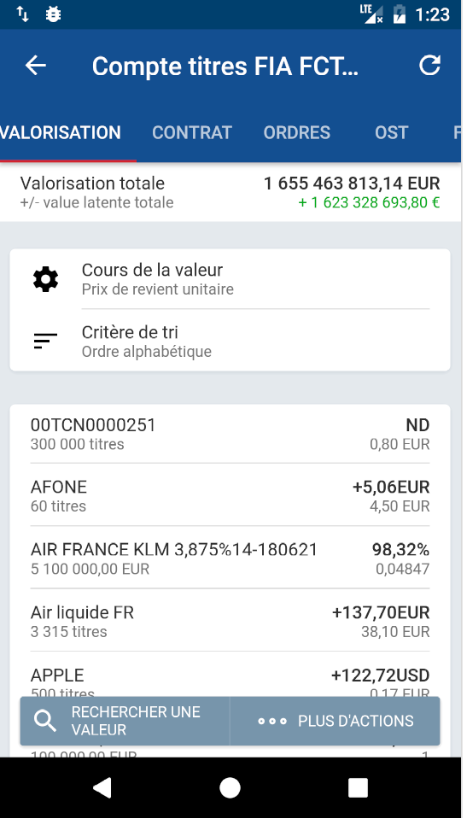 LTE 1:23
Compte titres FIA FCT...
VALORISATION CONTRAT ORDRES OST F
Valorisation totale 1 655 463 813,14 EUR
+/- value latente totale + 1 623 328 693,80 €
Cours de la valeur
Prix de revient unitaire
Critère de tri
Ordre alphabétique
00TCN0000251 ND
300 000 titres 0,80 EUR
AFONE +5,06EUR
60 titres 4,50 EUR
AIR FRANCE KLM 3,875%14-180621 98,32%
5 100 000,00 EUR 0,04847
Air liquide FR +137,70EUR
3 315 titres 38,10 EUR
APPLE +122,72USD
500 titres 0,17 EUR
RECHERCHER UNE
VALEUR
PLUS D'ACTIONS
100 000,00 EUR 1